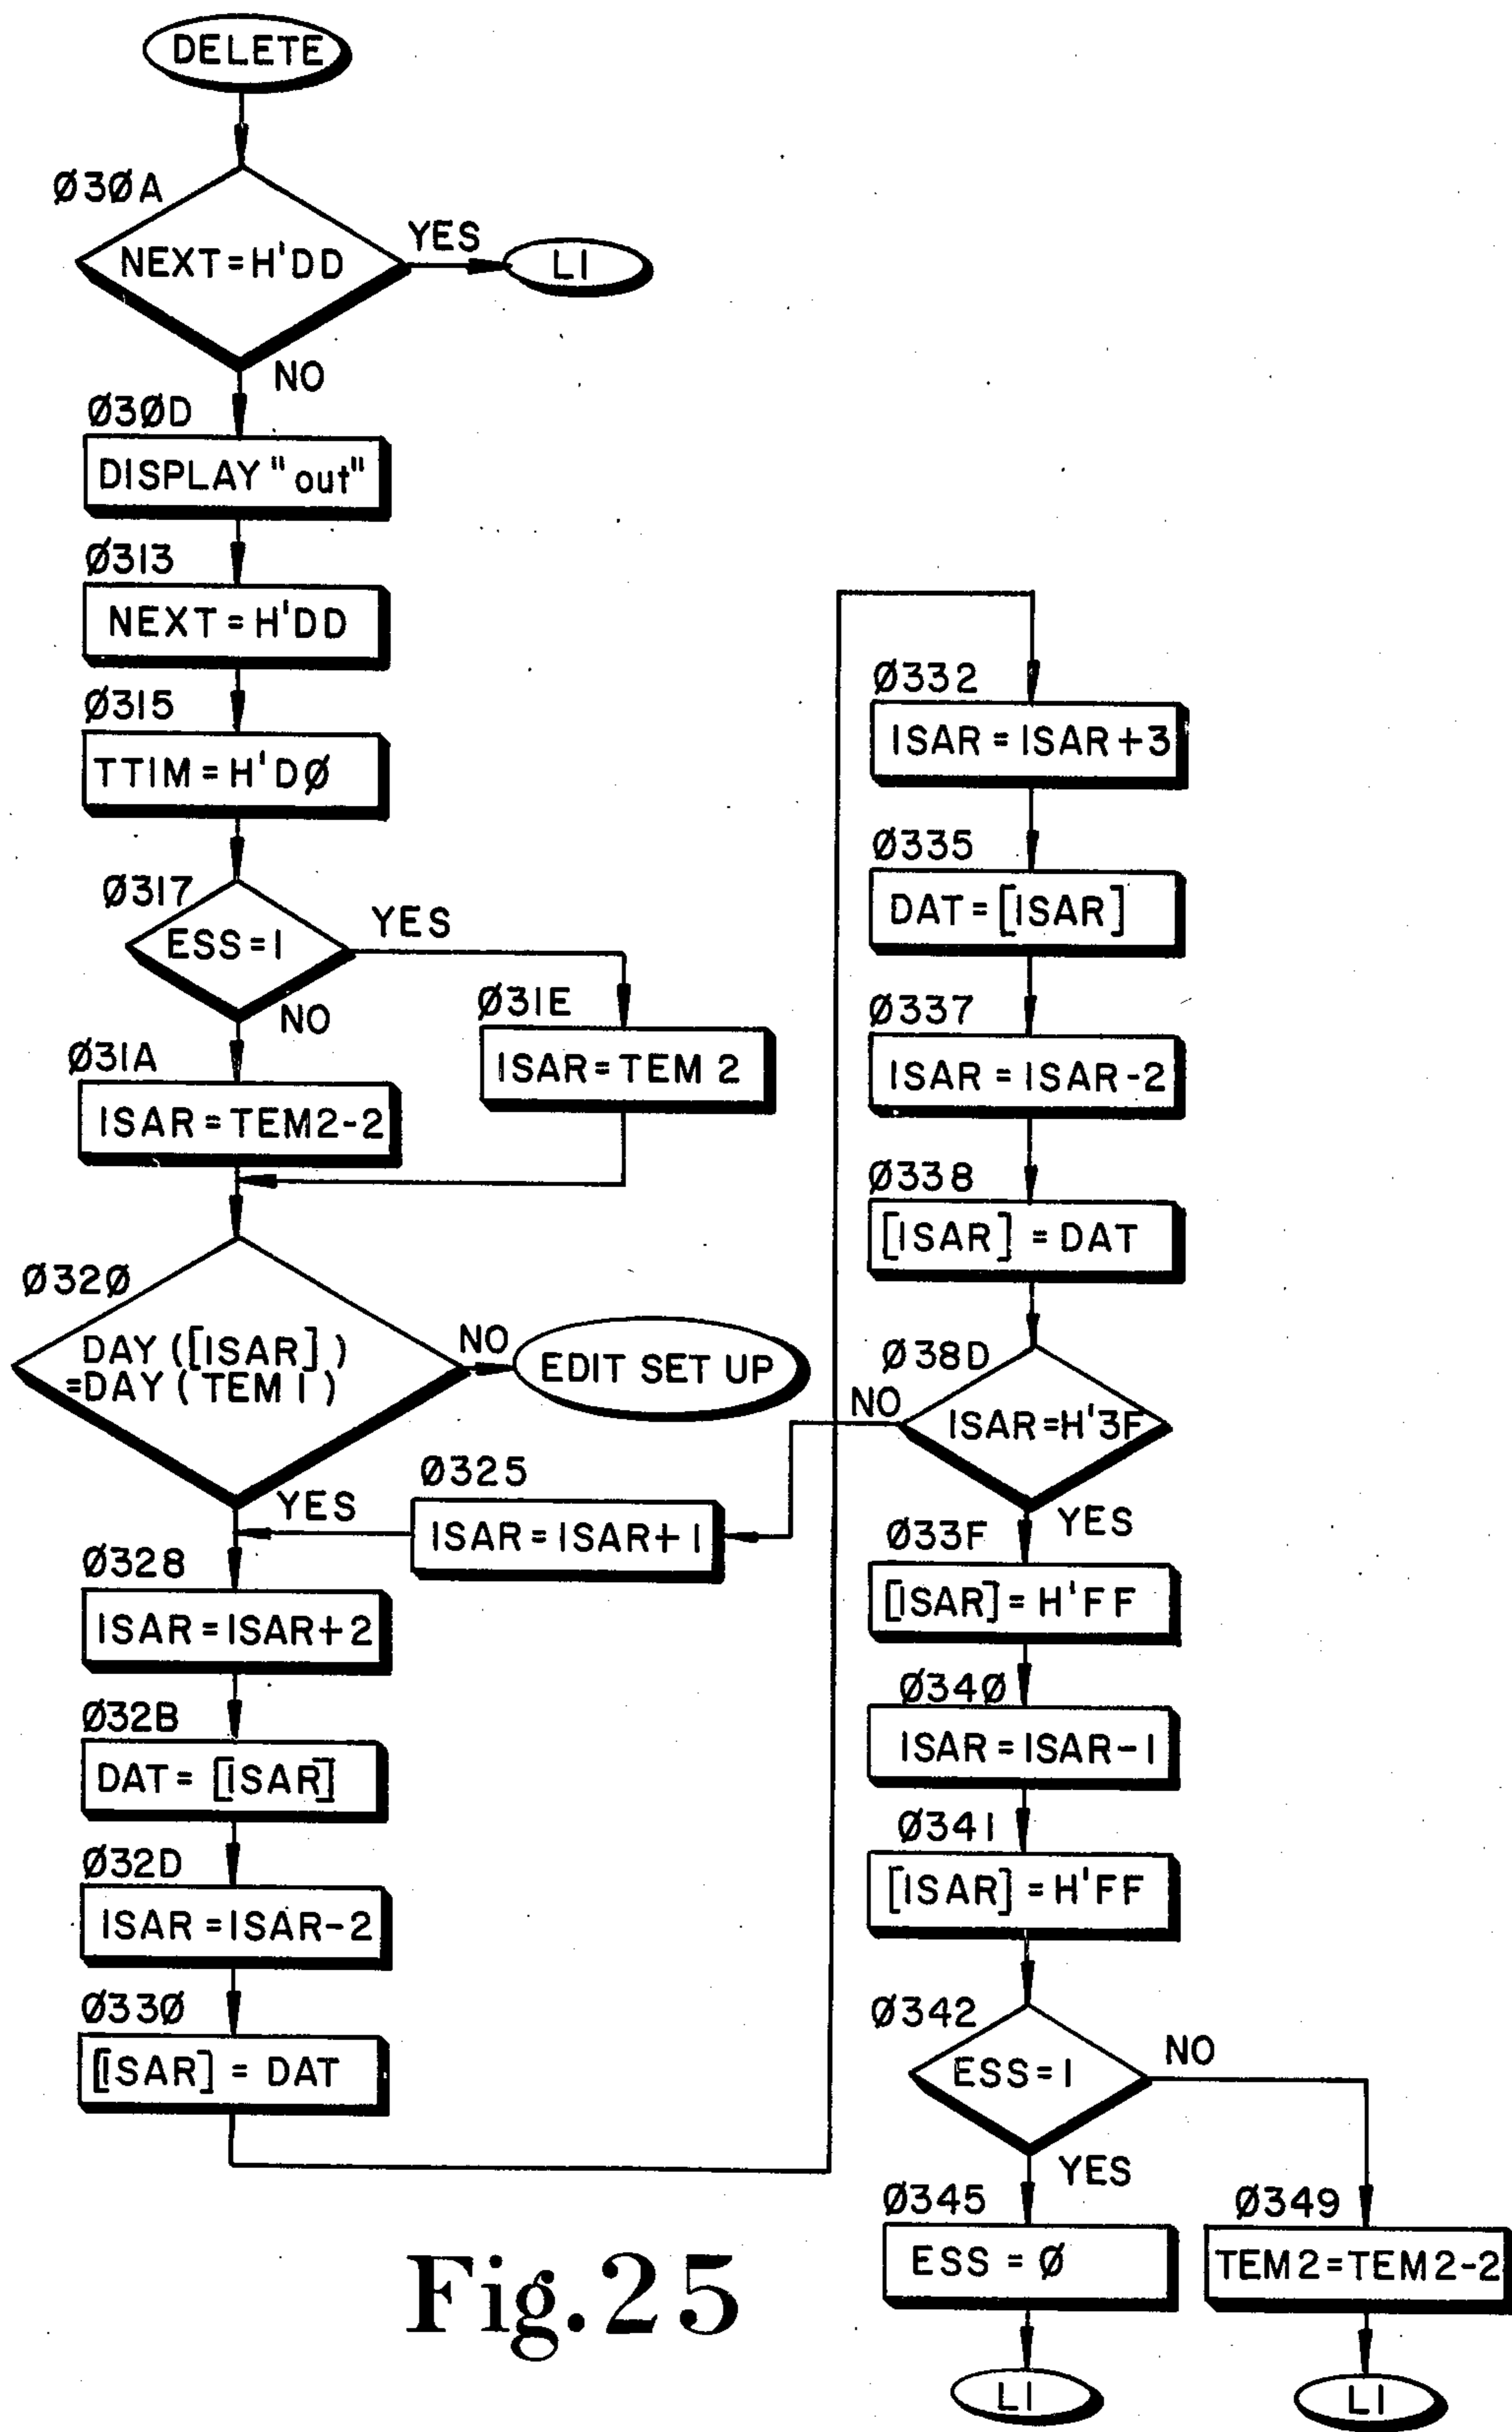 DELETE
Ø3ØA
NEXT=H'DD
YES
L1
NO
Ø3ØD
DISPLAY "out"
Ø313
NEXT=H'DD
Ø315
TTIM=H'DØ
Ø317
ESS=1
YES
NO
Ø31E
ISAR=TEM 2
Ø31A
ISAR=TEM2-2
Ø32Ø
DAY ([ISAR])
=DAY (TEM 1)
NO
EDIT SET UP
YES
Ø325
ISAR=ISAR+1
Ø328
ISAR=ISAR+2
Ø32B
DAT=[ISAR]
Ø32D
ISAR=ISAR-2
Ø33Ø
[ISAR] = DAT
Ø332
ISAR=ISAR+3
Ø335
DAT=[ISAR]
Ø337
ISAR=ISAR-2
Ø338
[ISAR] = DAT
Ø38D
NO
ISAR=H'3F
YES
Ø33F
[ISAR]=H'FF
Ø34Ø
ISAR=ISAR-1
Ø341
[ISAR]=H'FF
Ø342
ESS=1
NO
YES
Ø345
ESS = Ø
Ø349
TEM2=TEM2-2
L1
L1
Fig.25